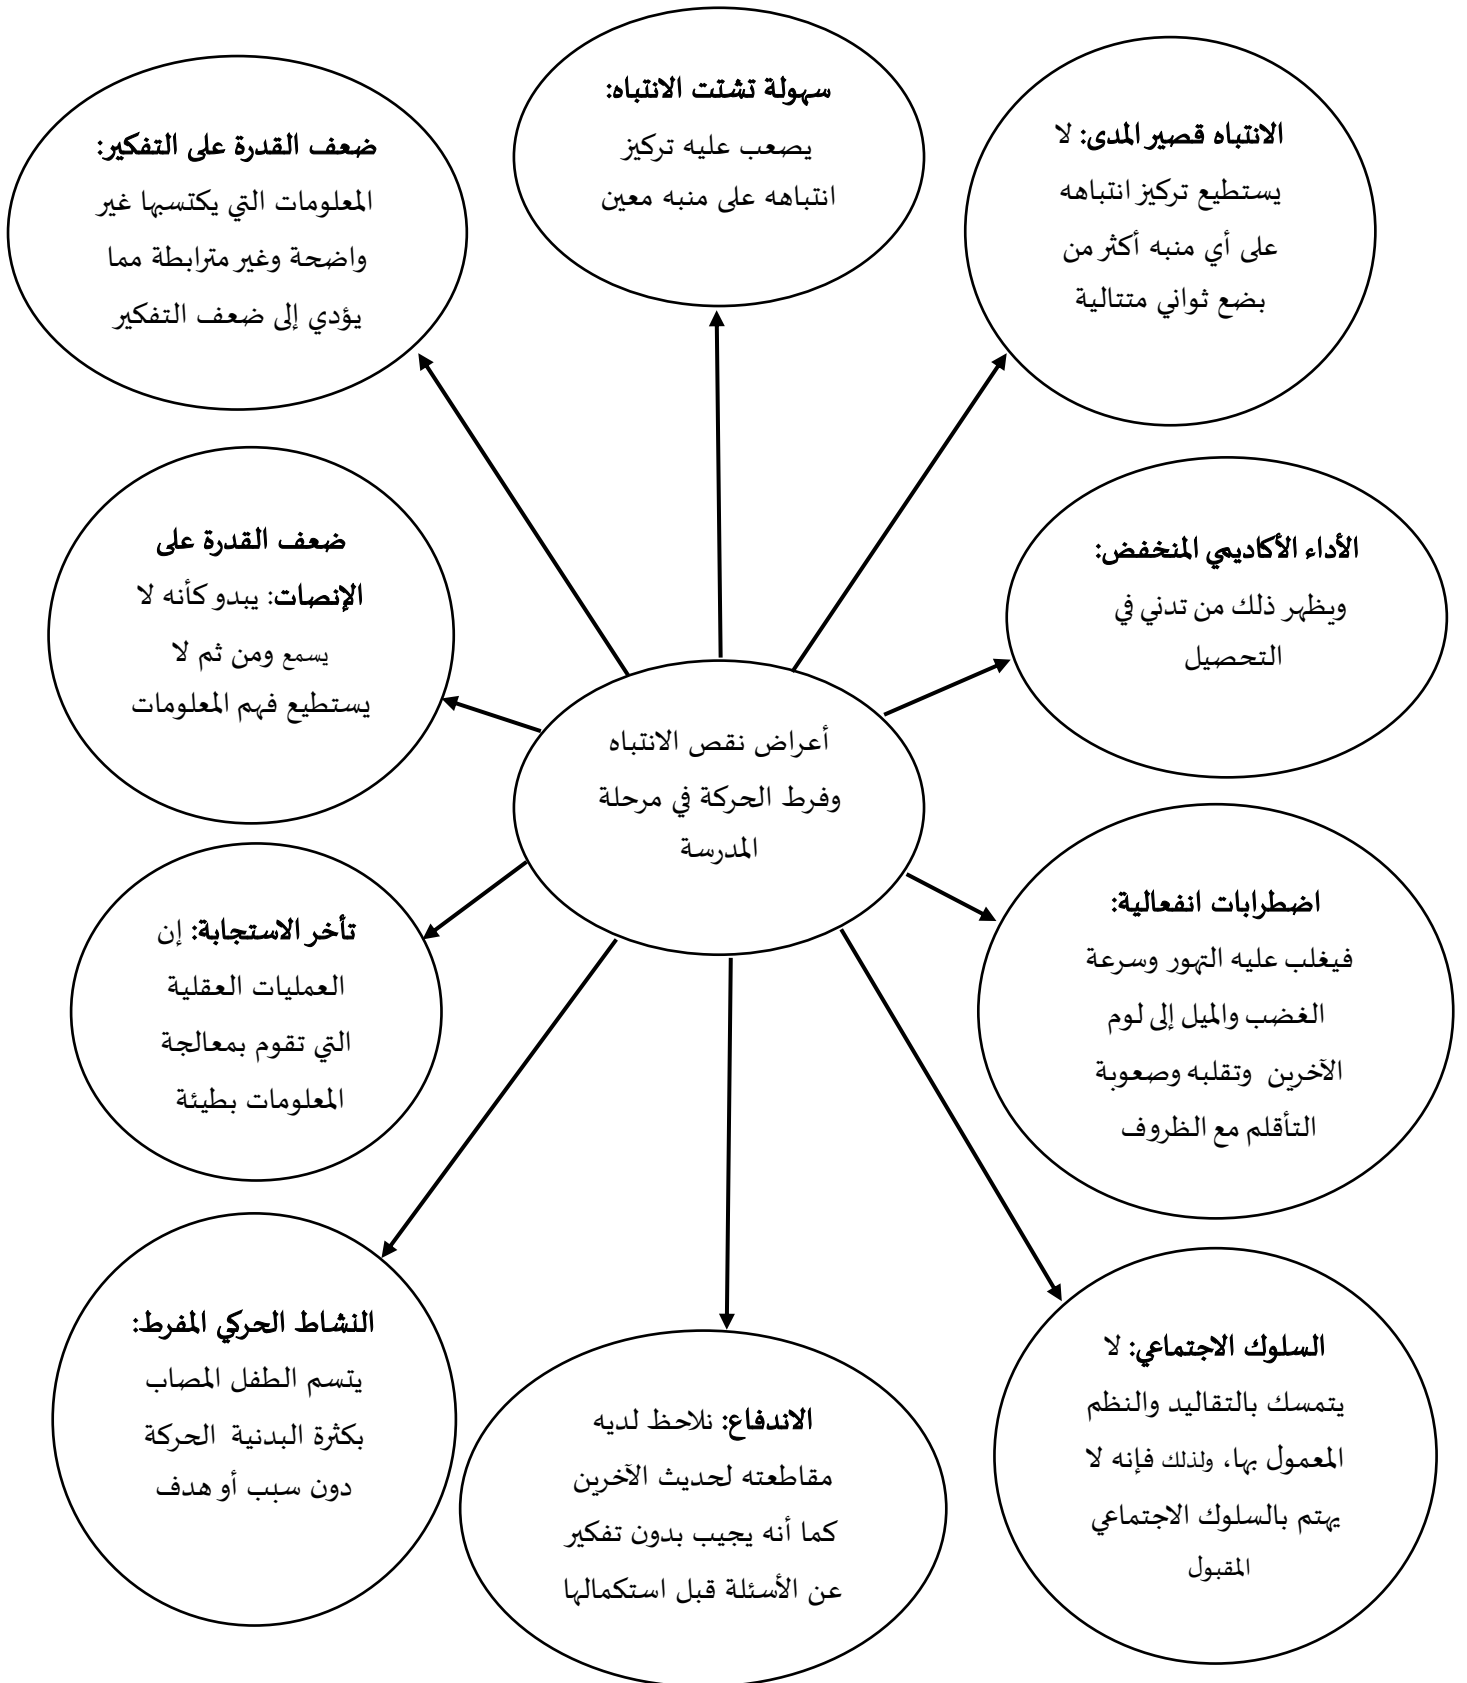 سهولة تشتت الانتباه:
يصعب عليه تركيز
انتباهه على منبه معين
الانتباه قصير المدى: لا
يستطيع تركيز انتباهه
على أي منبه أكثر من
بضع ثواني متتالية
ضعف القدرة على التفكير:
المعلومات التي يكتسبها غير
واضحة وغير مترابطة مما
يؤدي إلى ضعف التفكير
الأداء الأكاديمي المنخفض:
ويظهر ذلك من تدني في
التحصيل
ضعف القدرة على
الإنصات: يبدو كأنه لا
يسمع ومن ثم لا
يستطيع فهم المعلومات
أعراض نقص الانتباه
وفرط الحركة في مرحلة
المدرسة
اضطرابات انفعالية:
فيغلب عليه التهور وسرعة
الغضب والميل إلى لوم
الآخرين وتقلبه وصعوبة
التأقلم مع الظروف
تأخر الاستجابة: إن
العمليات العقلية
التي تقوم بمعالجة
المعلومات بطيئة
السلوك الاجتماعي: لا
يتمسك بالتقاليد والنظم
المعمول بها، ولذلك فإنه لا
يهتم بالسلوك الاجتماعي
المقبول
الاندفاع: نلاحظ لديه
مقاطعته لحديث الآخرين
كما أنه يجيب بدون تفكير
عن الأسئلة قبل استكمالها
النشاط الحركي المفرط:
يتسم الطفل المصاب
بكثرة البدنية الحركة
دون سبب أو هدف